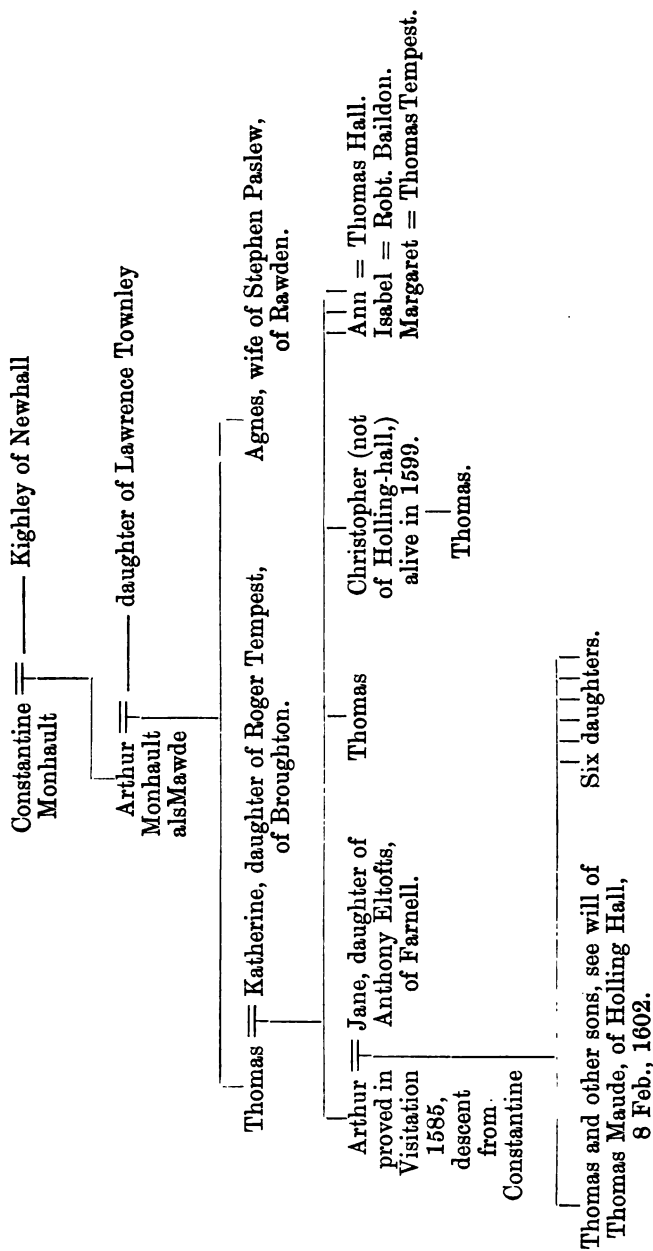 Constantine ══ ——— Kighley of Newhall
Monhault
Arthur ══ ——— daughter of Lawrence Townley
Monhault
alsMawde
Thomas ══ Katherine, daughter of Roger Tempest,
of Broughton.
Agnes, wife of Stephen Paslew,
of Rawden.
Arthur ══ Jane, daughter of
proved in Anthony Eltofts,
Visitation of Farnell.
1585,
descent
from
Constantine
Thomas
Christopher (not
of Holling-hall,)
alive in 1599.
Thomas.
Ann = Thomas Hall.
Isabel = Robt. Baildon.
Margaret = Thomas Tempest.
Thomas and other sons, see will of
Thomas Maude, of Holling Hall,
8 Feb., 1602.
Six daughters.